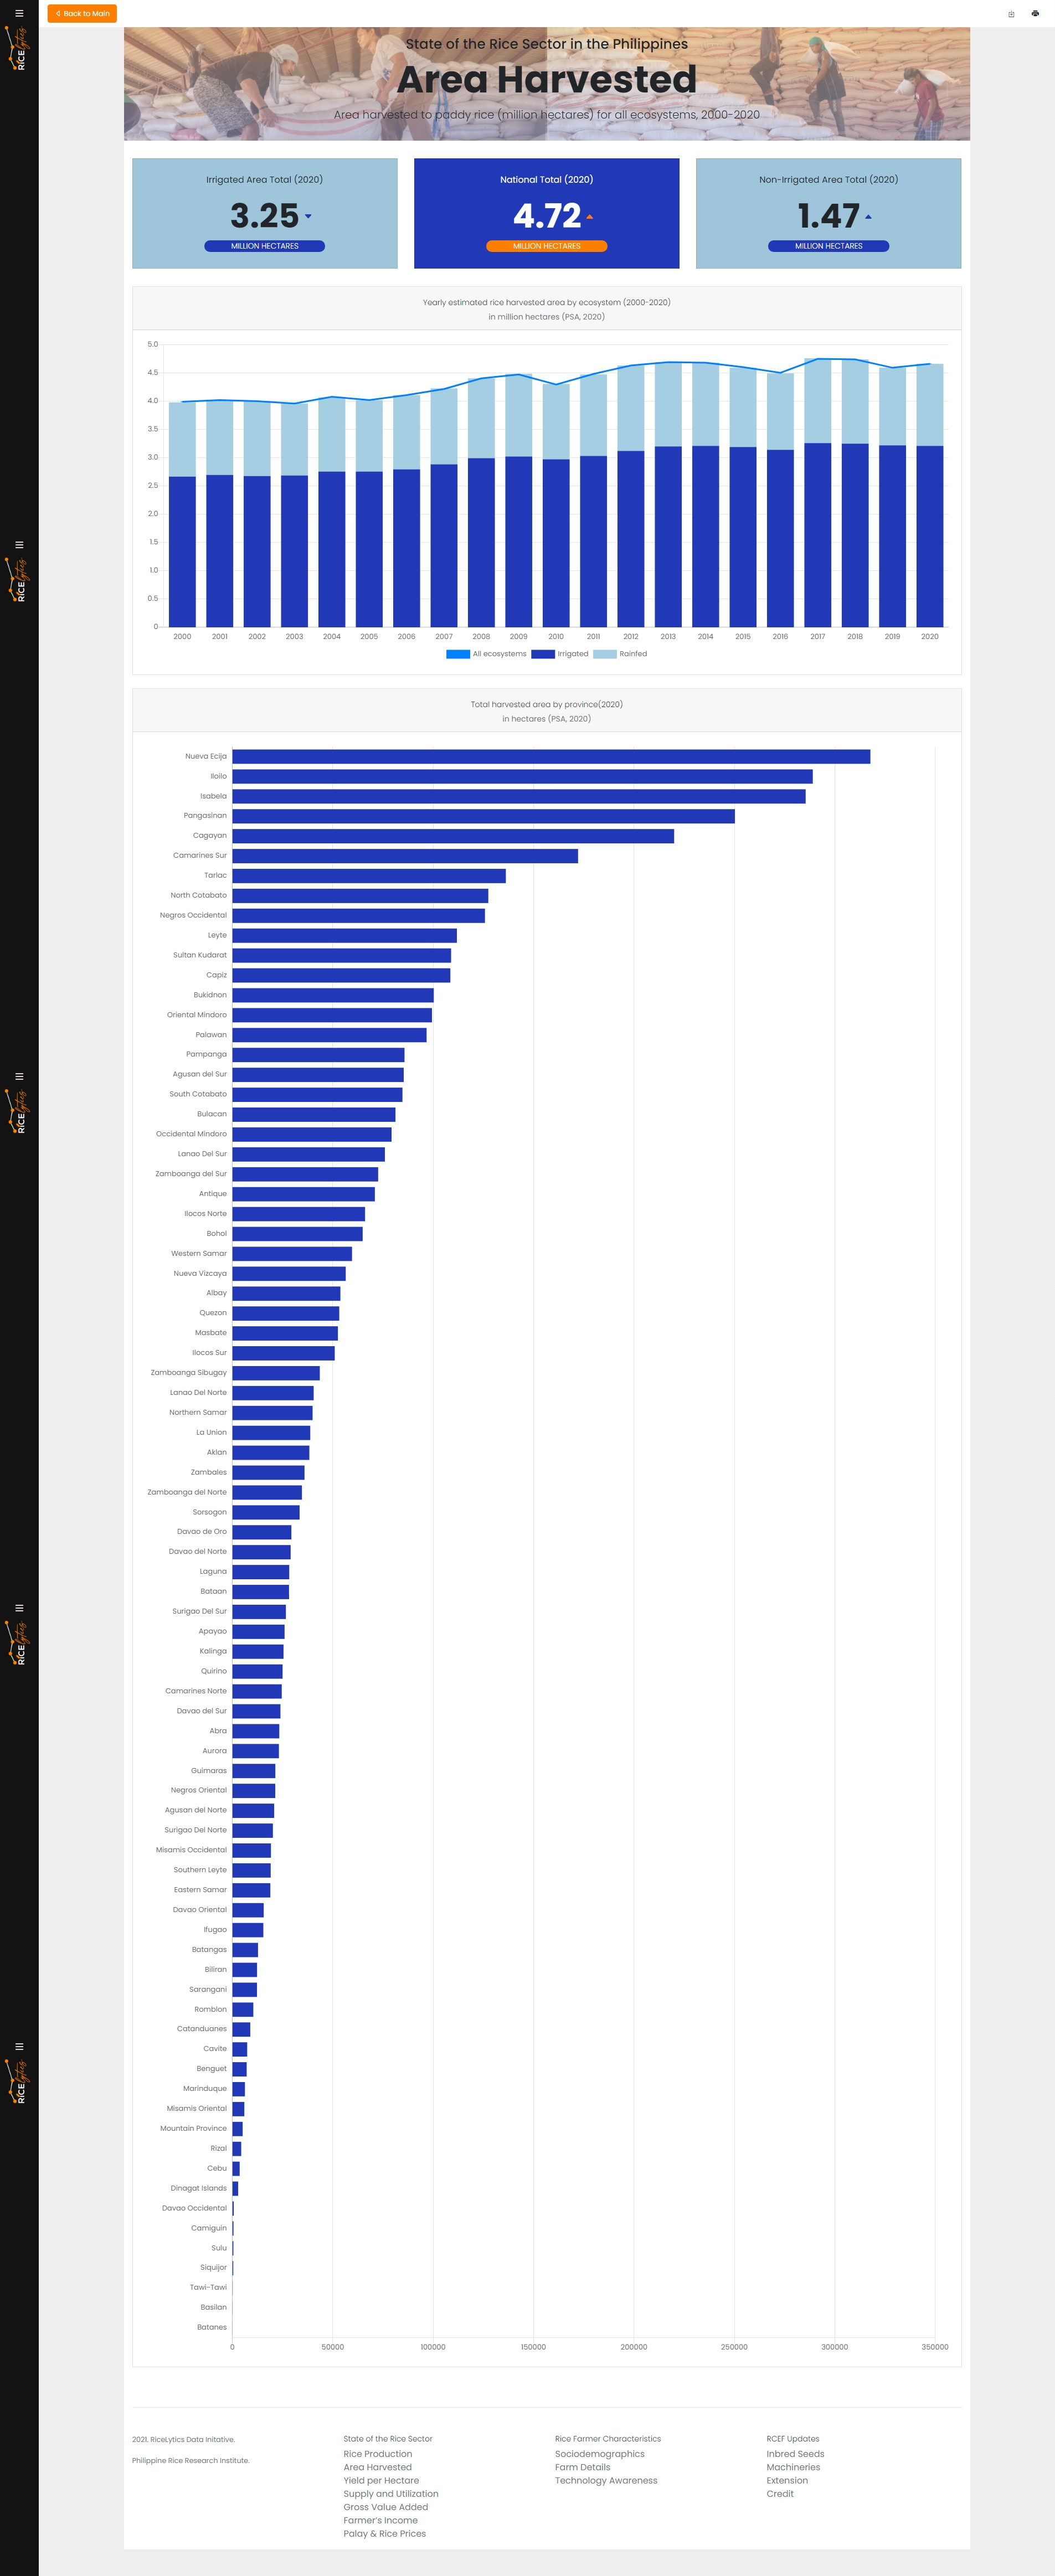 Back to Main
State of the Rice Sector in the Philippines
Area Harvested
Area harvested to paddy rice (million hectares) for all ecosystems, 2000-2020
Irrigated Area Total (2020)
3.25
MILLION HECTARES
National Total (2020)
4.72
MILLION HECTARES
Non-Irrigated Area Total (2020)
1.47
MILLION HECTARES
Yearly estimated rice harvested area by ecosystem (2000-2020)
in million hectares (PSA, 2020)
5.0
4.5
4.0
3.5
3.0
2.5
2.0
1.5
1.0
0.5
0
2000 2001 2002 2003 2004 2005 2006 2007 2008 2009 2010 2011 2012 2013 2014 2015 2016 2017 2018 2019 2020
All ecosystems Irrigated Rainfed
Total harvested area by province(2020)
in hectares (PSA, 2020)
Nueva Ecija
Iloilo
Isabela
Pangasinan
Cagayan
Camarines Sur
Tarlac
North Cotabato
Negros Occidental
Leyte
Sultan Kudarat
Capiz
Bukidnon
Oriental Mindoro
Palawan
Pampanga
Agusan del Sur
South Cotabato
Bulacan
Occidental Mindoro
Lanao Del Sur
Zamboanga del Sur
Antique
Ilocos Norte
Bohol
Western Samar
Nueva Vizcaya
Albay
Quezon
Masbate
Ilocos Sur
Zamboanga Sibugay
Lanao Del Norte
Northern Samar
La Union
Aklan
Zambales
Zamboanga del Norte
Sorsogon
Davao de Oro
Davao del Norte
Laguna
Bataan
Surigao Del Sur
Apayao
Kalinga
Quirino
Camarines Norte
Davao del Sur
Abra
Aurora
Guimaras
Negros Oriental
Agusan del Norte
Surigao Del Norte
Misamis Occidental
Southern Leyte
Eastern Samar
Davao Oriental
Ifugao
Batangas
Biliran
Sarangani
Romblon
Catanduanes
Cavite
Benguet
Marinduque
Misamis Oriental
Mountain Province
Rizal
Cebu
Dinagat Islands
Davao Occidental
Camiguin
Sulu
Siquijor
Tawi-Tawi
Basilan
Batanes
0 50000 100000 150000 200000 250000 300000 350000
2021. RiceLytics Data Initative.
Philippine Rice Research Institute.
State of the Rice Sector
Rice Production
Area Harvested
Yield per Hectare
Supply and Utilization
Gross Value Added
Farmer's Income
Palay & Rice Prices
Rice Farmer Characteristics
Sociodemographics
Farm Details
Technology Awareness
RCEF Updates
Inbred Seeds
Machineries
Extension
Credit
RICElytics
RICElytics
RICElytics
RICElytics
RICElytics